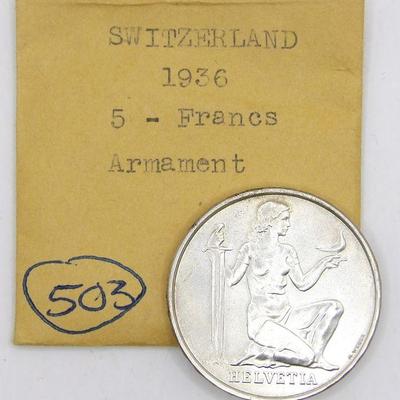 SWITZERLAND
1936
5 - Francs
Armament
503
HELVETIA